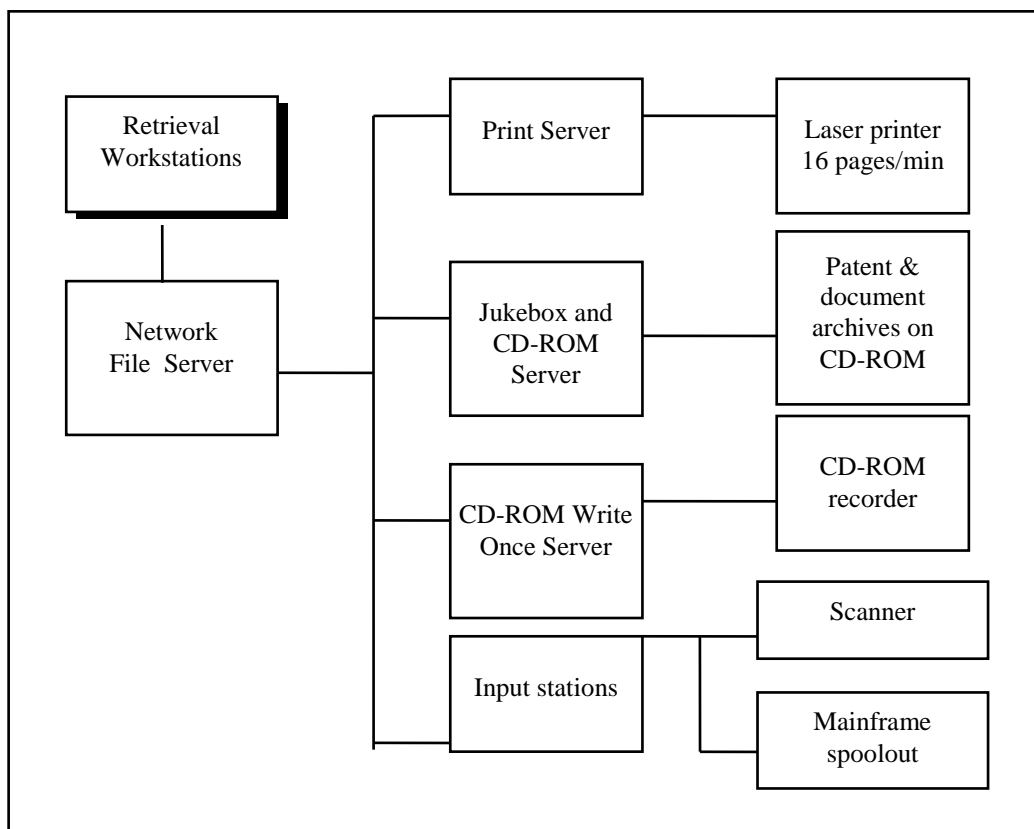 Retrieval
Workstations
Network
File Server
Print Server
Laser printer
16 pages/min
Jukebox and
CD-ROM
Server
Patent &
document
archives on
CD-ROM
CD-ROM Write
Once Server
CD-ROM
recorder
Input stations
Scanner
Mainframe
spoolout